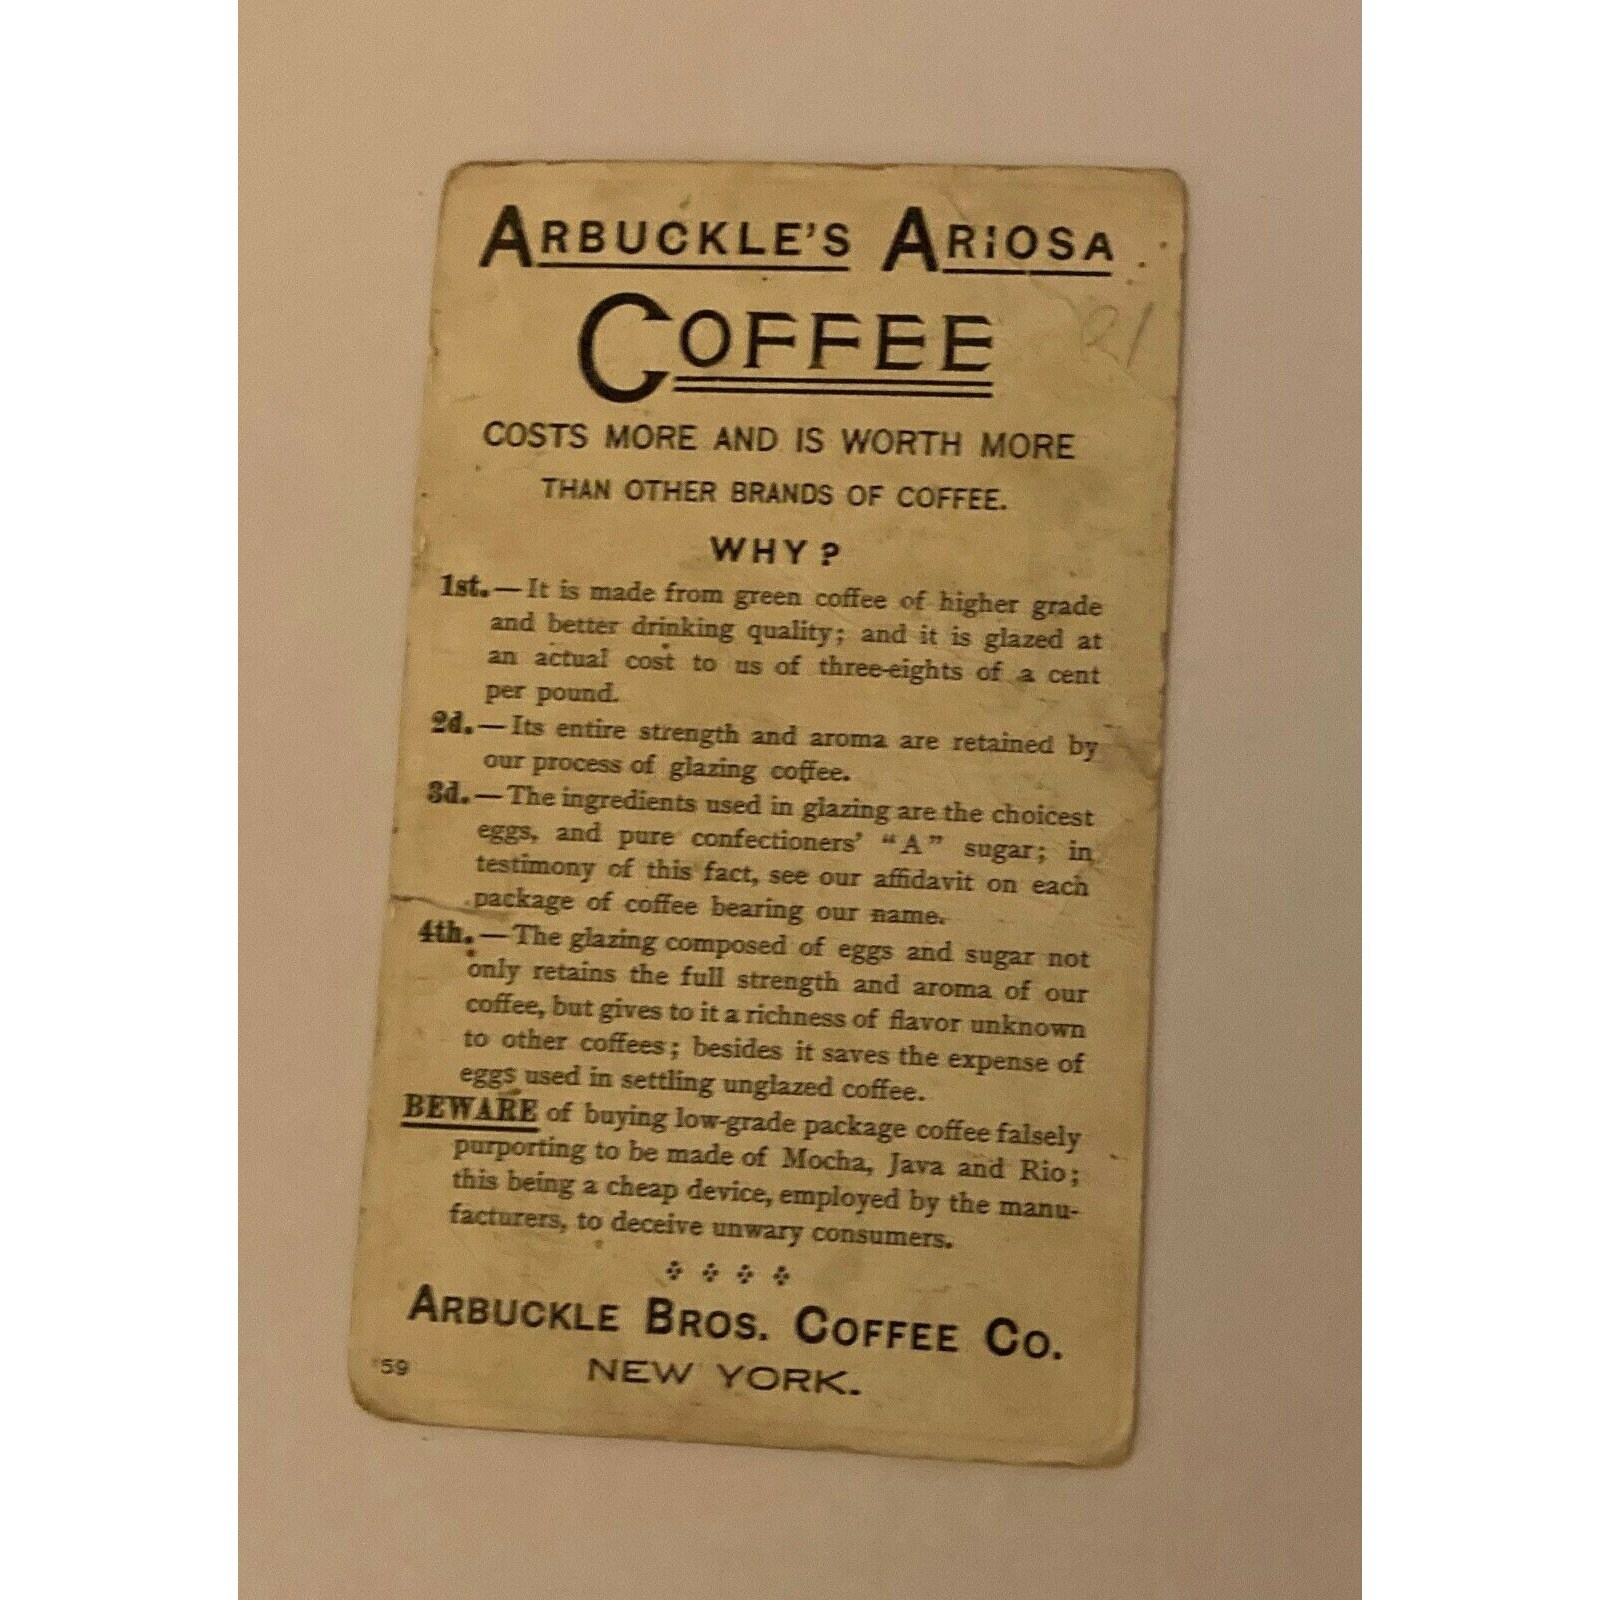 ARBUCKLE'S ARIOSA
COFFEE
COSTS MORE AND IS WORTH MORE
THAN OTHER BRANDS OF COFFEE.
WHY?
1st.—It is made from green coffee of higher grade
and better drinking quality; and it is glazed at
an actual cost to us of three-eights of a cent
per pound.
2d.—Its entire strength and aroma are retained by
our process of glazing coffee.
3d.—The ingredients used in glazing are the choicest
eggs, and pure confectioners' "A" sugar; in
testimony of this fact, see our affidavit on each
package of coffee bearing our name.
4th.—The glazing composed of eggs and sugar not
only retains the full strength and aroma of our
coffee, but gives to it a richness of flavor unknown
to other coffees; besides it saves the expense of
eggs used in settling unglazed coffee.
BEWARE of buying low-grade package coffee falsely
purporting to be made of Mocha, Java and Rio;
this being a cheap device, employed by the manu-
facturers, to deceive unwary consumers.
ARBUCKLE BROS. COFFEE CO.
59
NEW YORK.